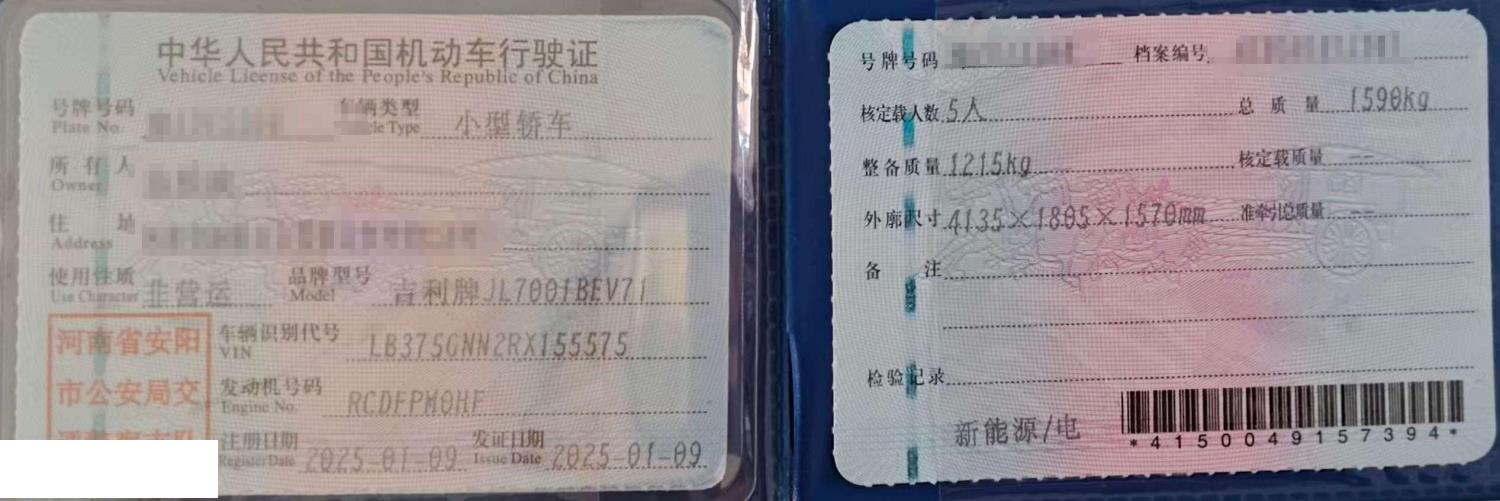 中华人民共和国机动车行驶证
Vehicle License of the People's Republic of China
号牌号码 车辆类型 小型轿车
Plate No. Vehicle Type
所有人
Owner
住址
Address
使用性质 非营运 品牌型号 吉利牌JL7001BEV71
Use Character Model
河南省安阳
市公安局交
车辆识别代号 LB375GNN2RX155575
VIN
发动机号码 RCDFPM0HF
Engine No.
注册日期 2025-01-09 发证日期 2025-01-09
Register Date Issue Date
号牌号码 档案编号
核定载人数 5人 总质量 1590kg
整备质量 1215kg 核定载质量 --
外廓尺寸 4135×1805×1570mm 准牵引总质量 --
备注
检验记录
新能源/电
*4150049157394*